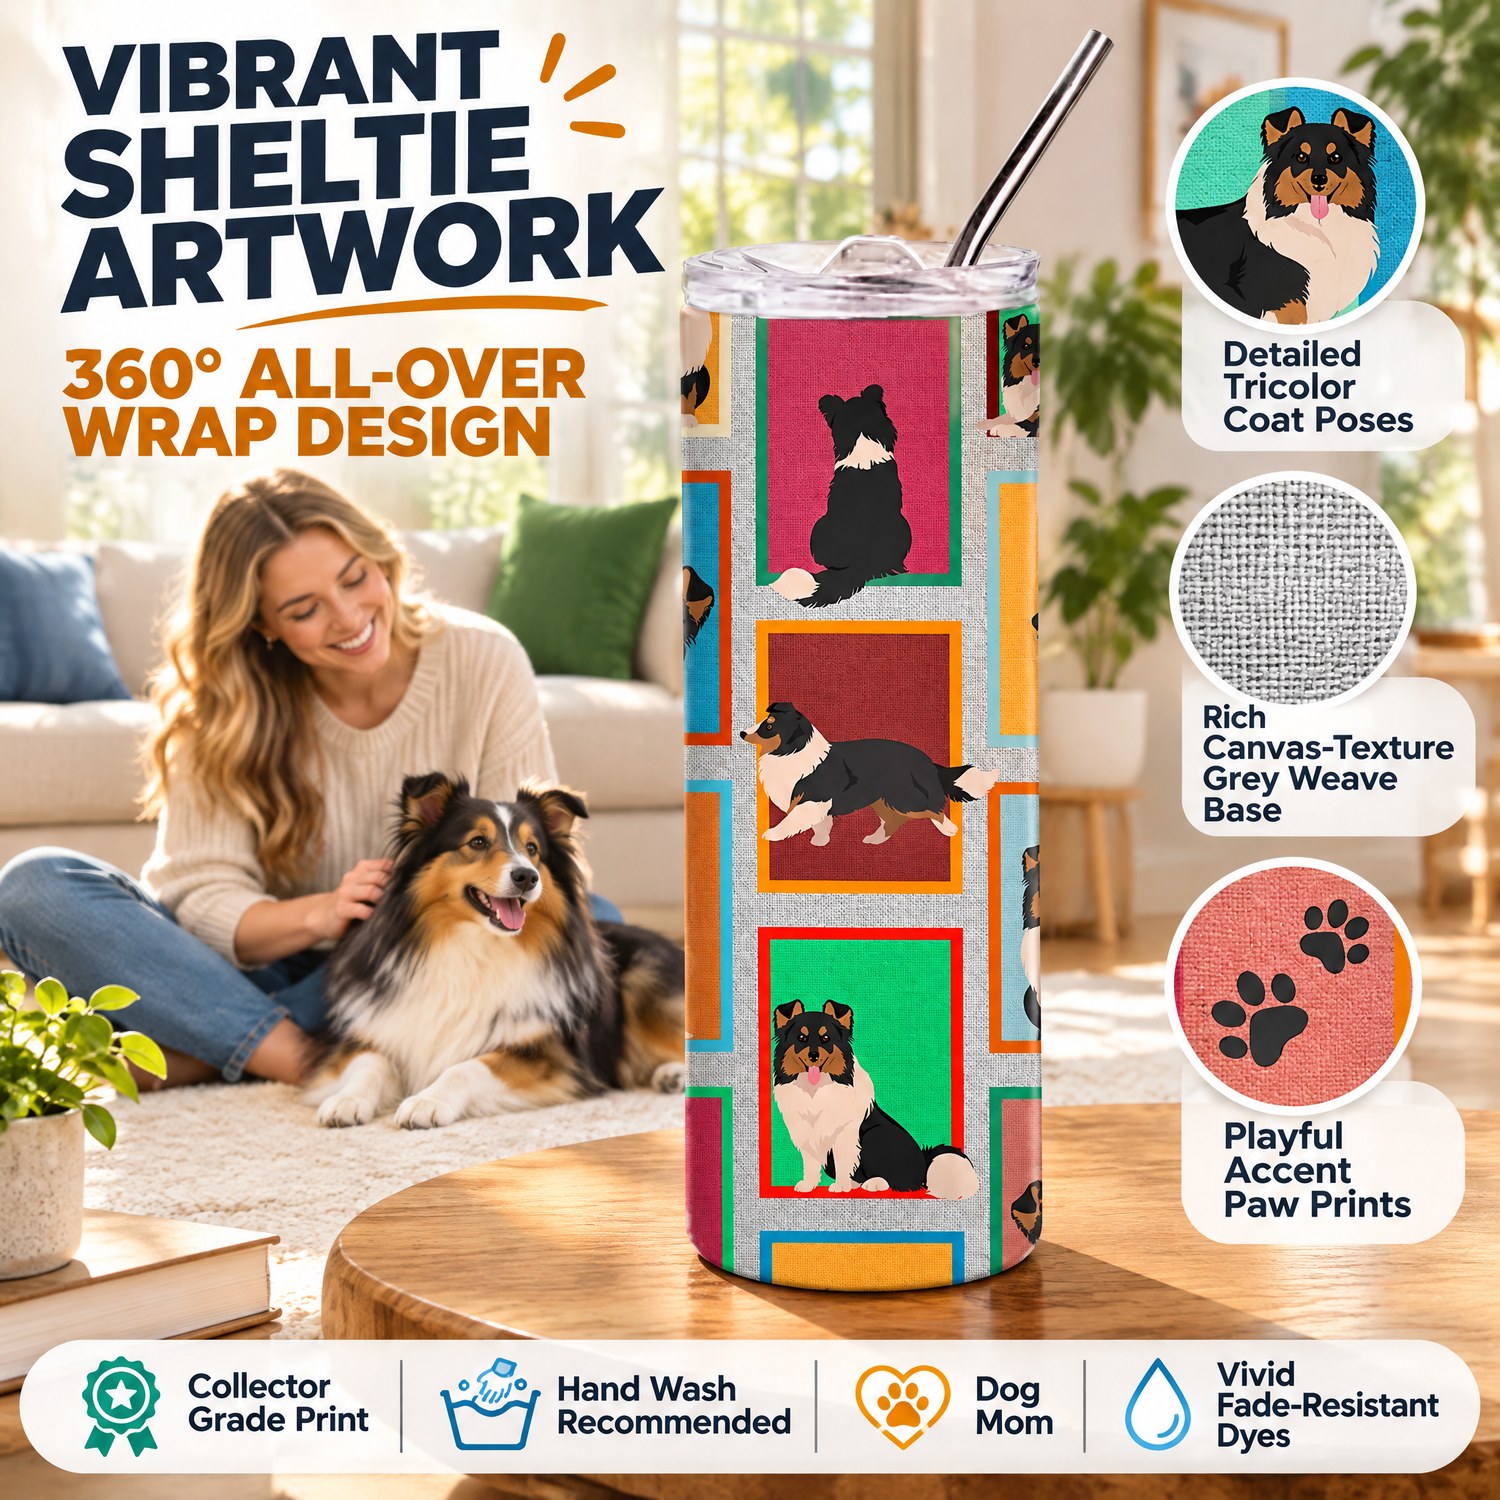 VIBRANT
SHELTIE
ARTWORK
360° ALL-OVER
WRAP DESIGN
Detailed
Tricolor
Coat Poses
Rich
Canvas-Texture
Grey Weave
Base
Playful
Accent
Paw Prints
Collector
Grade Print
Hand Wash
Recommended
Dog
Mom
Vivid
Fade-Resistant
Dyes